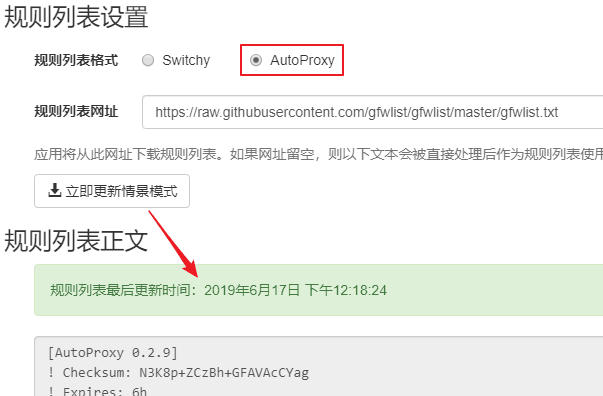 规则列表设置
规则列表格式 Switchy AutoProxy
规则列表网址 https://raw.githubusercontent.com/gfwlist/gfwlist/master/gfwlist.txt
应用将从此网址下载规则列表。如果网址留空，则以下文本会被直接处理后作为规则列表使用
立即更新情景模式
规则列表正文
规则列表最后更新时间：2019年6月17日 下午12:18:24
[AutoProxy 0.2.9]
! Checksum: N3K8p+ZCzBh+GFAVAcCYag
! Expires: 6h